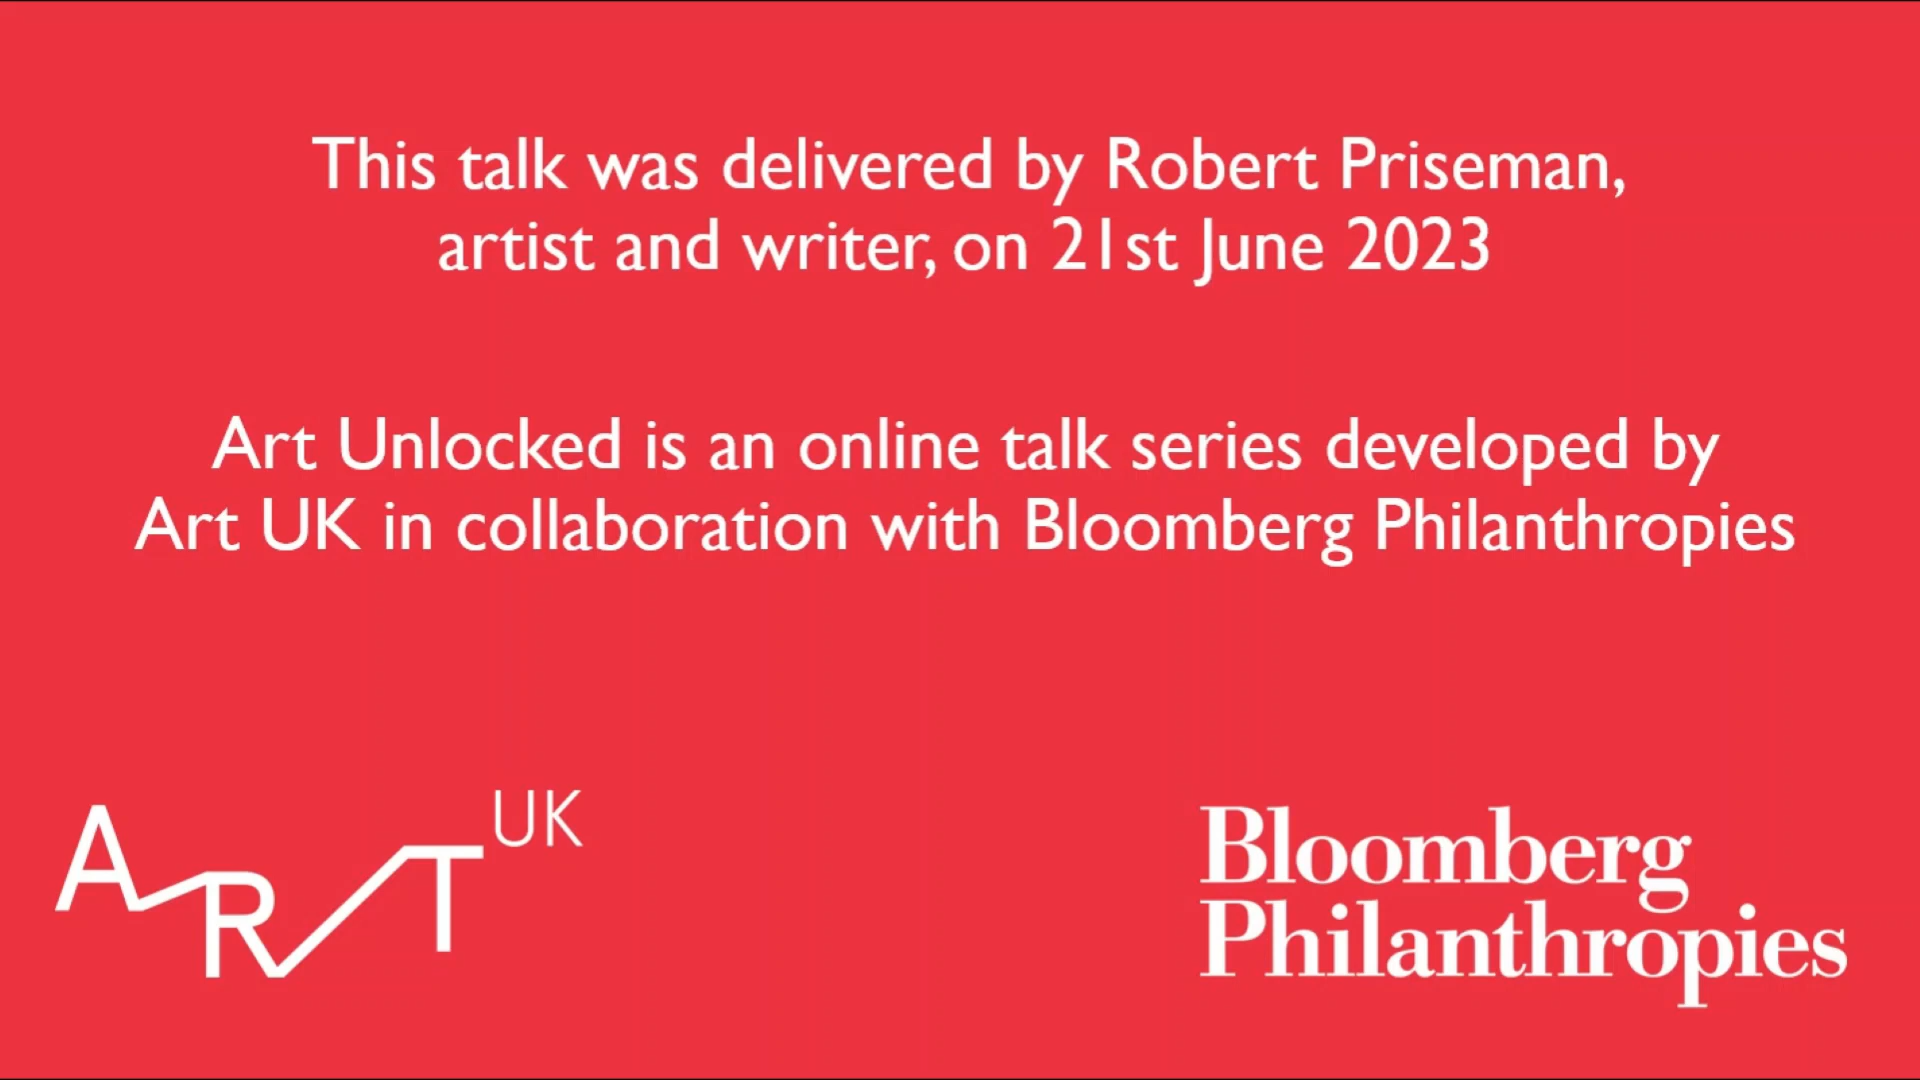 This talk was delivered by Robert Priseman,
artist and writer, on 21st June 2023
Art Unlocked is an online talk series developed by
Art UK in collaboration with Bloomberg Philanthropies
ART UK
Bloomberg
Philanthropies